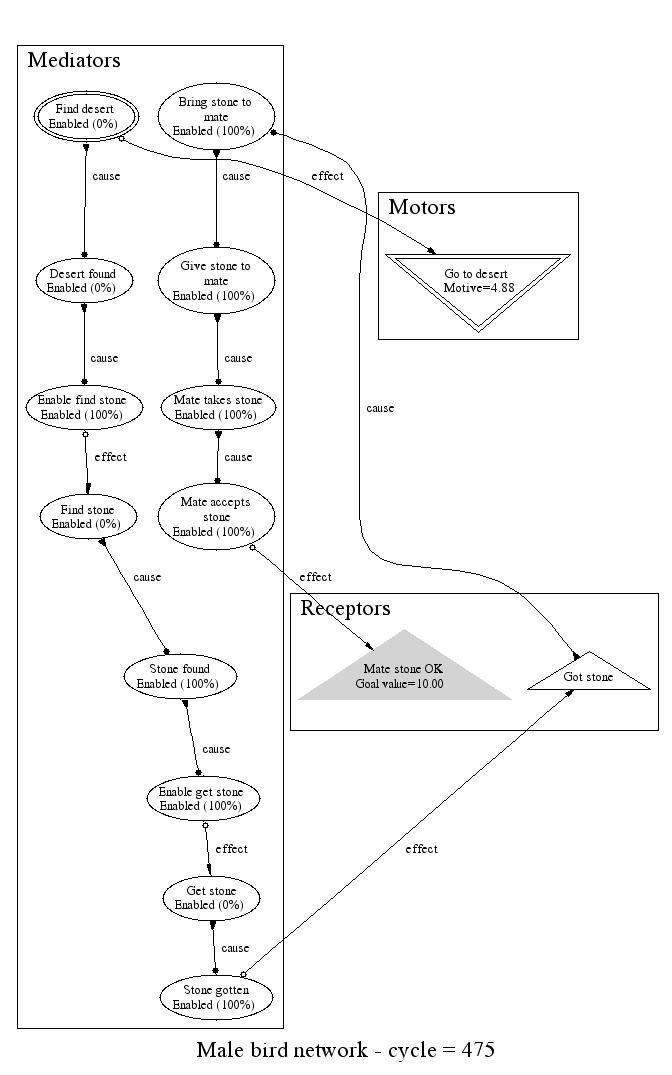 Mediators
Find desert
Enabled (0%)
Bring stone to
mate
Enabled (100%)
cause
cause
effect
Motors
Go to desert
Motive=4.88
Desert found
Enabled (0%)
Give stone to
mate
Enabled (100%)
cause
cause
Enable find stone
Enabled (100%)
Mate takes stone
Enabled (100%)
cause
effect
cause
Find stone
Enabled (0%)
Mate accepts
stone
Enabled (100%)
cause
effect
Receptors
Mate stone OK
Goal value=10.00
Got stone
Stone found
Enabled (100%)
cause
Enable get stone
Enabled (100%)
effect
effect
Get stone
Enabled (0%)
cause
Stone gotten
Enabled (100%)
Male bird network - cycle = 475